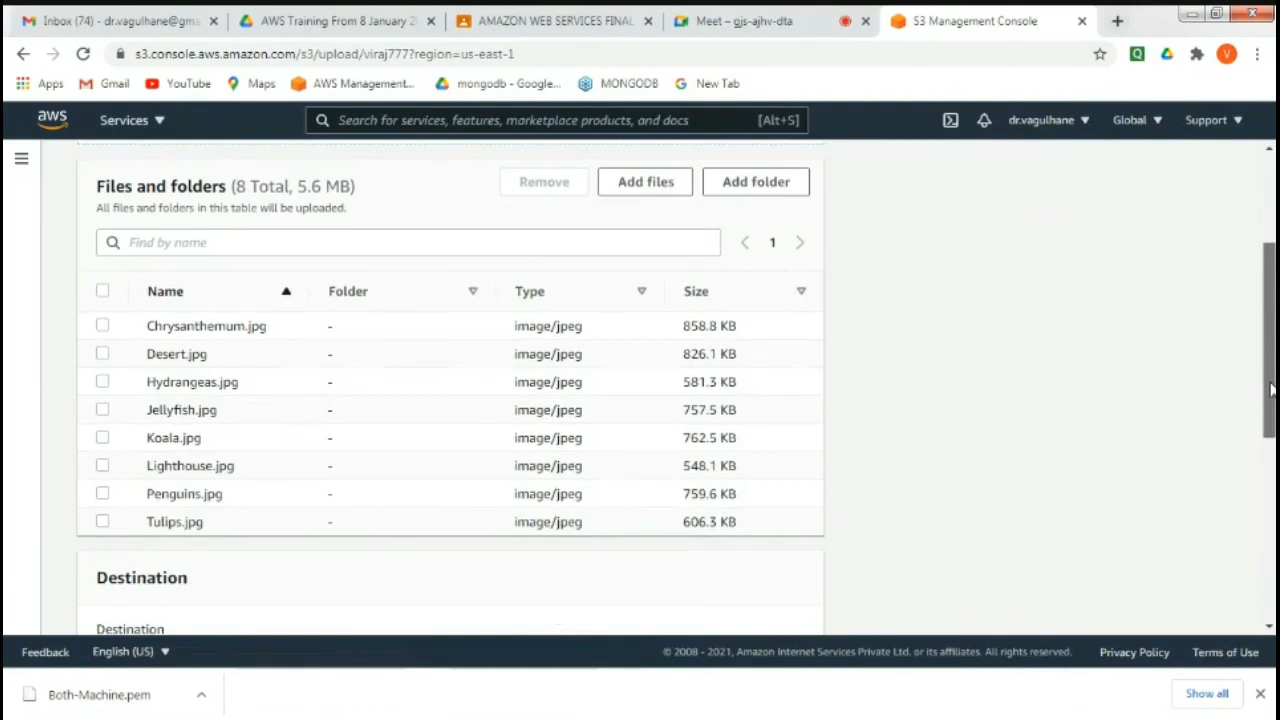 Inbox (74) - dr.vagulhane@gma
AWS Training From 8 January 2
AMAZON WEB SERVICES FINAL
Meet – gjs-ajhv-dta
S3 Management Console
s3.console.aws.amazon.com/s3/upload/viraj777?region=us-east-1
Q
V
Apps
Gmail
YouTube
Maps
AWS Management...
mongodb - Google...
MONGODB
New Tab
aws
Services
Search for services, features, marketplace products, and docs
[Alt+S]
dr.vagulhane
Global
Support
Files and folders (8 Total, 5.6 MB)
Remove
Add files
Add folder
All files and folders in this table will be uploaded.
Find by name
1
Name Folder Type Size
Chrysanthemum.jpg - image/jpeg 858.8 KB
Desert.jpg - image/jpeg 826.1 KB
Hydrangeas.jpg - image/jpeg 581.3 KB
Jellyfish.jpg - image/jpeg 757.5 KB
Koala.jpg - image/jpeg 762.5 KB
Lighthouse.jpg - image/jpeg 548.1 KB
Penguins.jpg - image/jpeg 759.6 KB
Tulips.jpg - image/jpeg 606.3 KB
Destination
Destination
Feedback
English (US)
© 2008 - 2021, Amazon Internet Services Private Ltd. or its affiliates. All rights reserved.
Privacy Policy
Terms of Use
Both-Machine.pem
Show all